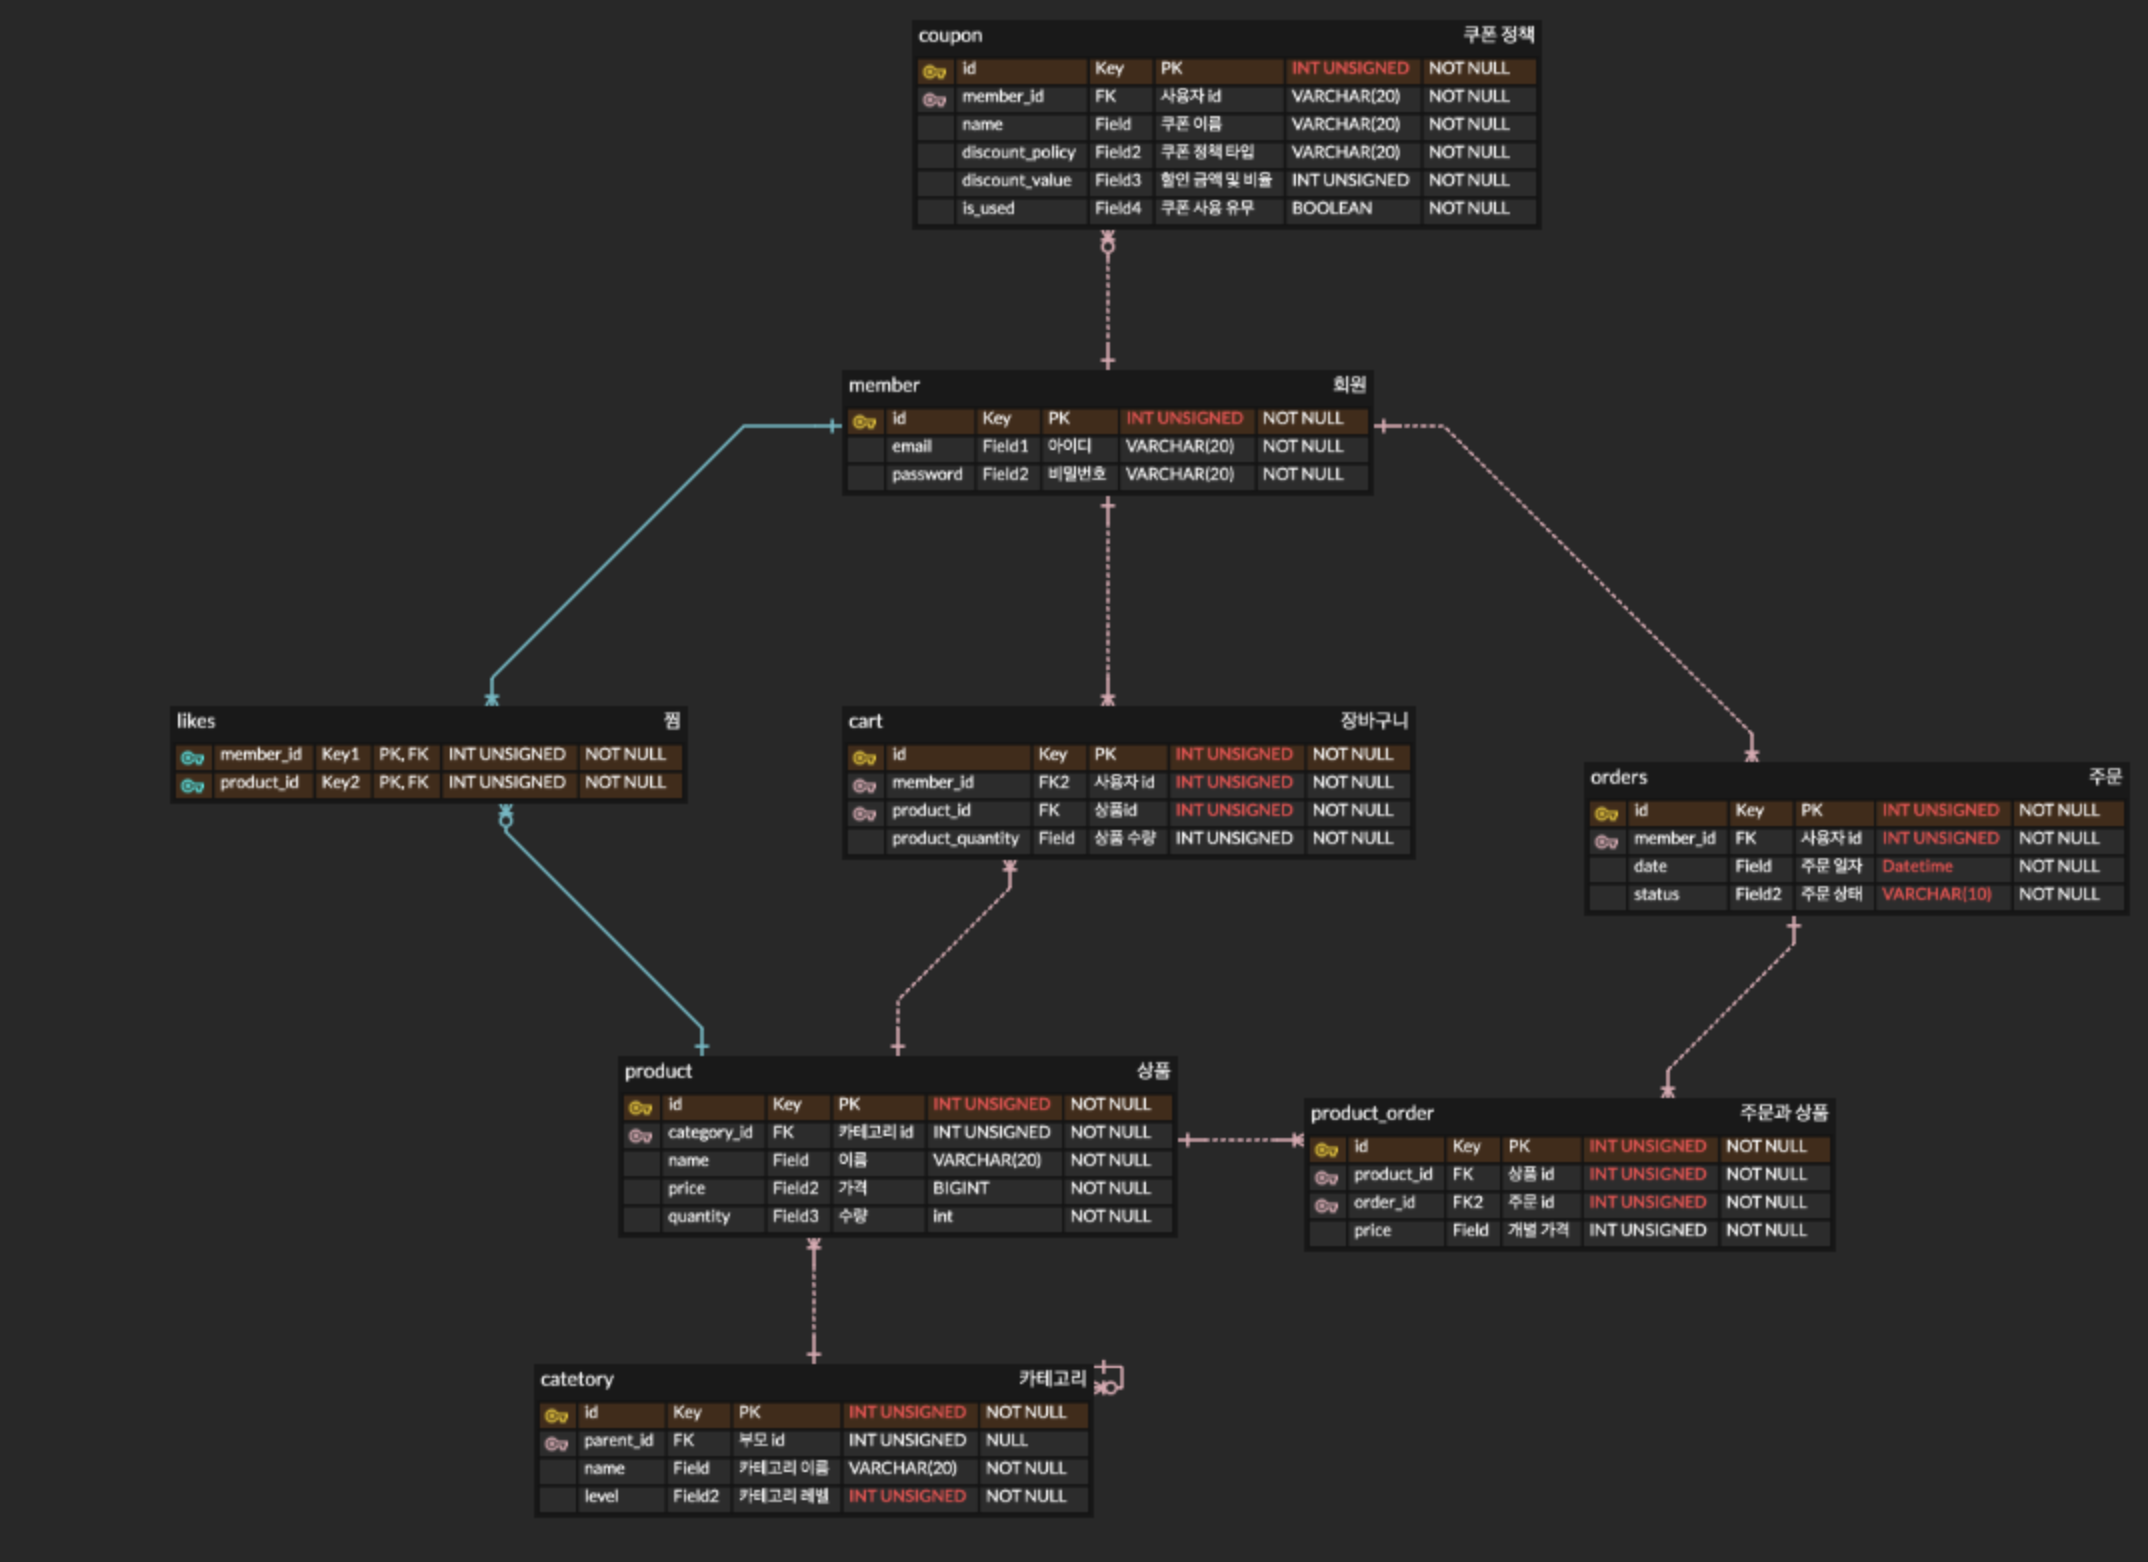 coupon 쿠폰 정책
id Key PK INT UNSIGNED NOT NULL
member_id FK 사용자 id VARCHAR(20) NOT NULL
name Field 쿠폰 이름 VARCHAR(20) NOT NULL
discount_policy Field2 쿠폰 정책 타입 VARCHAR(20) NOT NULL
discount_value Field3 할인 금액 및 비율 INT UNSIGNED NOT NULL
is_used Field4 쿠폰 사용 유무 BOOLEAN NOT NULL
member 회원
id Key PK INT UNSIGNED NOT NULL
email Field1 아이디 VARCHAR(20) NOT NULL
password Field2 비밀번호 VARCHAR(20) NOT NULL
likes 찜
member_id Key1 PK, FK INT UNSIGNED NOT NULL
product_id Key2 PK, FK INT UNSIGNED NOT NULL
cart 장바구니
id Key PK INT UNSIGNED NOT NULL
member_id FK2 사용자 id INT UNSIGNED NOT NULL
product_id FK 상품id INT UNSIGNED NOT NULL
product_quantity Field 상품 수량 INT UNSIGNED NOT NULL
orders 주문
id Key PK INT UNSIGNED NOT NULL
member_id FK 사용자 id INT UNSIGNED NOT NULL
date Field 주문 일자 Datetime NOT NULL
status Field2 주문 상태 VARCHAR(10) NOT NULL
product 상품
id Key PK INT UNSIGNED NOT NULL
category_id FK 카테고리 id INT UNSIGNED NOT NULL
name Field 이름 VARCHAR(20) NOT NULL
price Field2 가격 BIGINT NOT NULL
quantity Field3 수량 int NOT NULL
product_order 주문과 상품
id Key PK INT UNSIGNED NOT NULL
product_id FK 상품 id INT UNSIGNED NOT NULL
order_id FK2 주문 id INT UNSIGNED NOT NULL
price Field 개별 가격 INT UNSIGNED NOT NULL
catetory 카테고리
id Key PK INT UNSIGNED NOT NULL
parent_id FK 부모 id INT UNSIGNED NULL
name Field 카테고리 이름 VARCHAR(20) NOT NULL
level Field2 카테고리 레벨 INT UNSIGNED NOT NULL